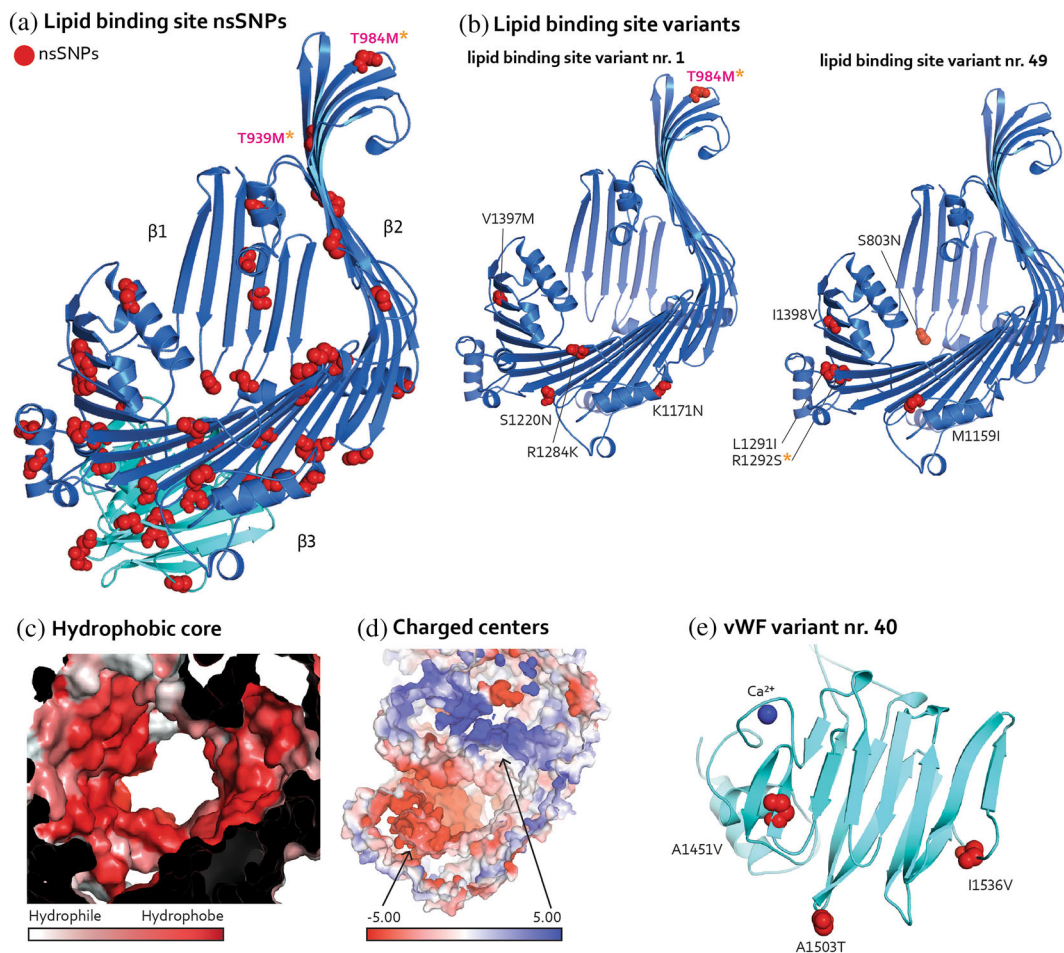 (a) Lipid binding site nsSNPs
nsSNPs
T984M*
T939M*
β1
β2
β3
(b) Lipid binding site variants
lipid binding site variant nr. 1
T984M*
V1397M
S1220N
R1284K
K1171N
lipid binding site variant nr. 49
S803N
I1398V
L1291I
R1292S*
M1159I
(c) Hydrophobic core
Hydrophile Hydrophobe
(d) Charged centers
-5.00 5.00
(e) vWF variant nr. 40
Ca²⁺
A1451V
I1536V
A1503T